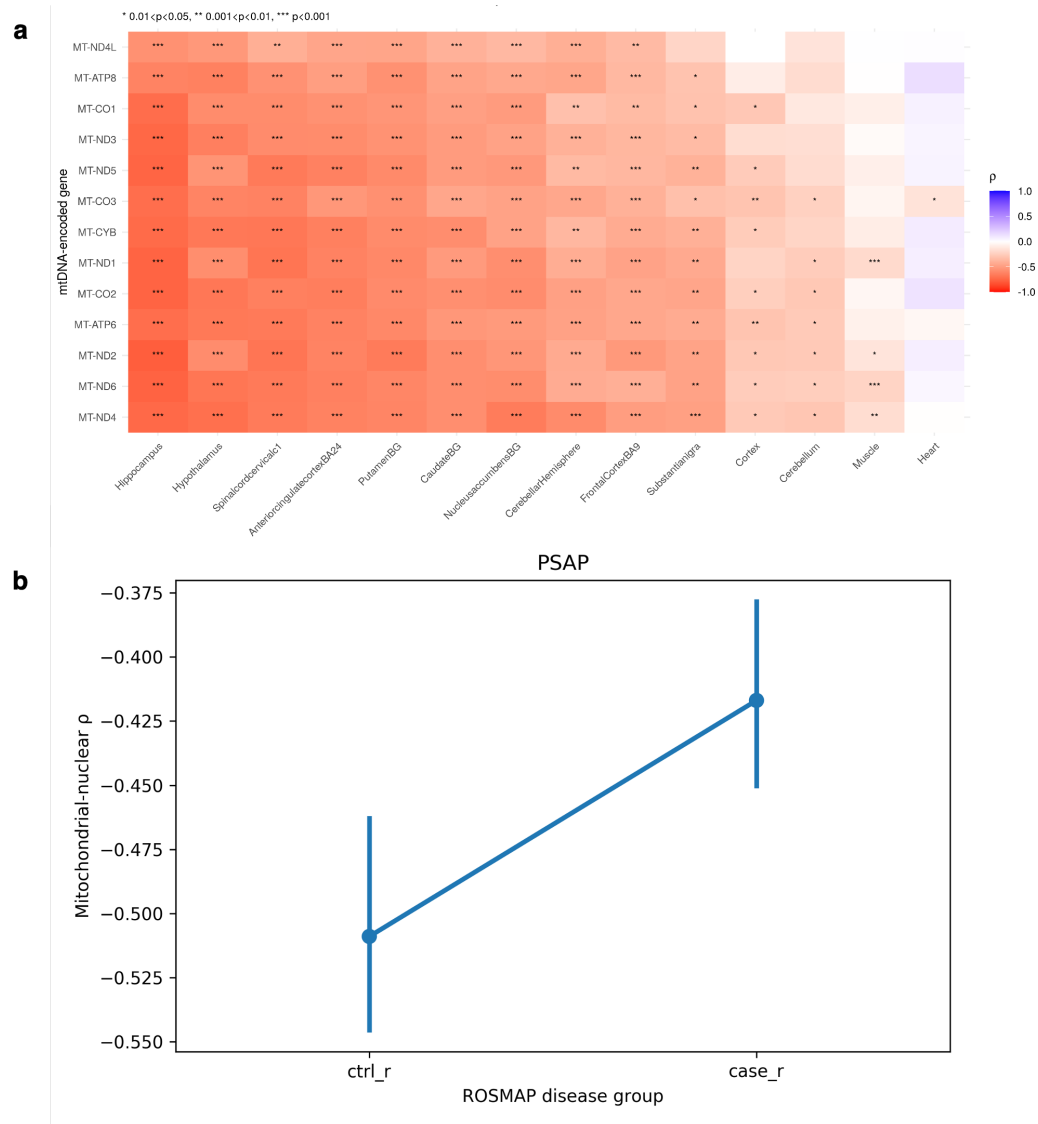 a
* 0.01<p<0.05, ** 0.001<p<0.01, *** p<0.001
mtDNA-encoded gene
MT-ND4L *** *** ** *** *** *** *** *** **
MT-ATP8 *** *** *** *** *** *** *** *** *** *
MT-CO1 *** *** *** *** *** *** *** ** ** * *
MT-ND3 *** *** *** *** *** *** *** *** *** *
MT-ND5 *** *** *** *** *** *** *** ** *** ** *
MT-CO3 *** *** *** *** *** *** *** *** *** * ** * *
MT-CYB *** *** *** *** *** *** *** ** *** ** *
MT-ND1 *** *** *** *** *** *** *** *** *** ** * ***
MT-CO2 *** *** *** *** *** *** *** *** *** ** * *
MT-ATP6 *** *** *** *** *** *** *** *** *** ** ** *
MT-ND2 *** *** *** *** *** *** *** *** *** ** * * *
MT-ND6 *** *** *** *** *** *** *** *** *** ** * * ***
MT-ND4 *** *** *** *** *** *** *** *** *** *** * * **
Hippocampus
Hypothalamus
Spinalcordcervicalc1
AnteriorcingulatecortexBA24
PutamenBG
CaudateBG
NucleusaccumbensBG
CerebellarHemisphere
FrontalCortexBA9
Substantianigra
Cortex
Cerebellum
Muscle
Heart
ρ
1.0
0.5
0.0
-0.5
-1.0
b
PSAP
Mitochondrial-nuclear ρ
−0.375
−0.400
−0.425
−0.450
−0.475
−0.500
−0.525
−0.550
ctrl_r case_r
ROSMAP disease group